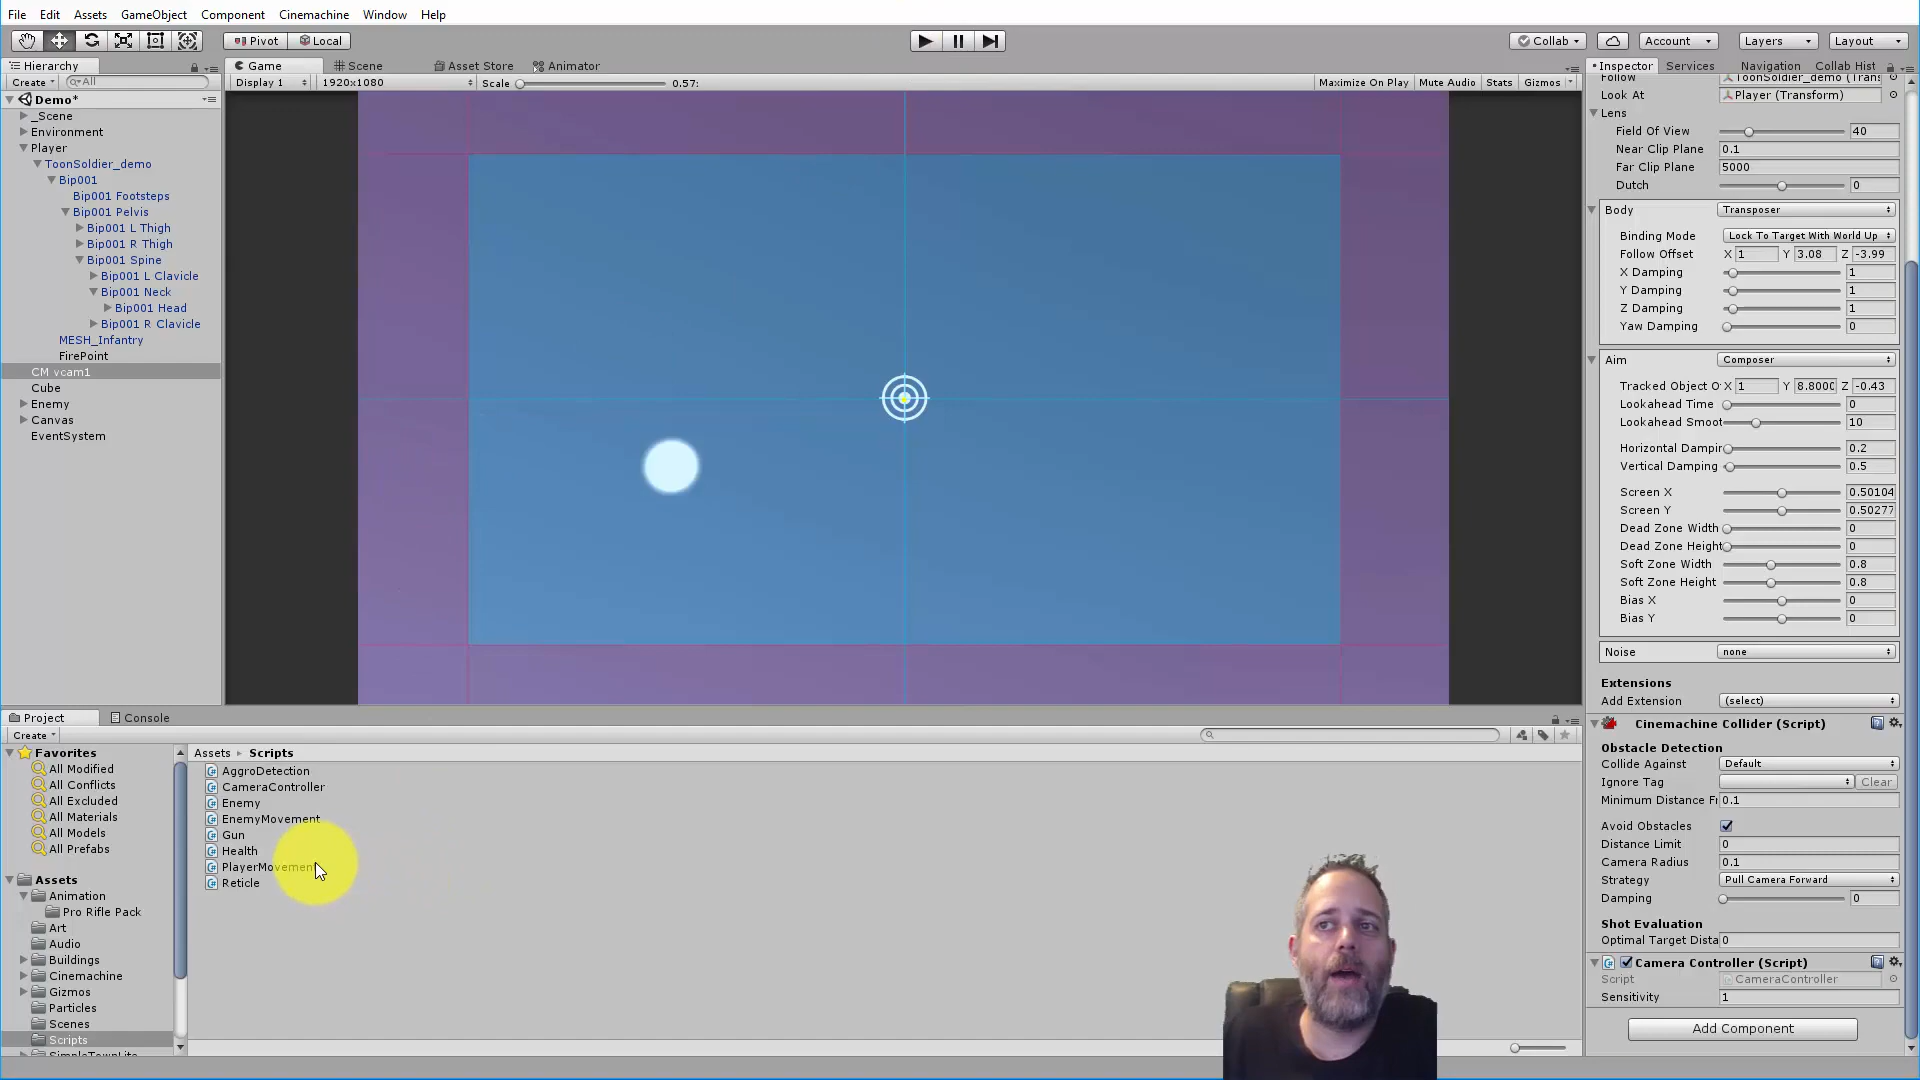 File Edit Assets GameObject Component Cinemachine Window Help
Pivot Local Collab Account Layers Layout
Hierarchy
Create All
Demo*
_Scene
Environment
Player
ToonSoldier_demo
Bip001
Bip001 Footsteps
Bip001 Pelvis
Bip001 L Thigh
Bip001 R Thigh
Bip001 Spine
Bip001 L Clavicle
Bip001 Neck
Bip001 Head
Bip001 R Clavicle
MESH_Infantry
FirePoint
CM vcam1
Cube
Enemy
Canvas
EventSystem
Game Scene Asset Store Animator
Display 1 1920x1080 Scale 0.57: Maximize On Play Mute Audio Stats Gizmos
Inspector Services Navigation Collab Hist
Follow ToonSoldier_demo (Trans
Look At Player (Transform)
Lens
Field Of View 40
Near Clip Plane 0.1
Far Clip Plane 5000
Dutch 0
Body Transposer
Binding Mode Lock To Target With World Up
Follow Offset X 1 Y 3.08 Z -3.99
X Damping 1
Y Damping 1
Z Damping 1
Yaw Damping 0
Aim Composer
Tracked Object O X 1 Y 8.8000 Z -0.43
Lookahead Time 0
Lookahead Smoot 10
Horizontal Dampin 0.2
Vertical Damping 0.5
Screen X 0.50104
Screen Y 0.50277
Dead Zone Width 0
Dead Zone Height 0
Soft Zone Width 0.8
Soft Zone Height 0.8
Bias X 0
Bias Y 0
Noise none
Extensions
Add Extension (select)
Cinemachine Collider (Script)
Obstacle Detection
Collide Against Default
Ignore Tag Clear
Minimum Distance Fr 0.1
Avoid Obstacles
Distance Limit 0
Camera Radius 0.1
Strategy Pull Camera Forward
Damping 0
Shot Evaluation
Optimal Target Dista 0
Camera Controller (Script)
Script CameraController
Sensitivity 1
Add Component
Project Console
Create
Favorites
All Modified
All Conflicts
All Excluded
All Materials
All Models
All Prefabs
Assets
Animation
Pro Rifle Pack
Art
Audio
Buildings
Cinemachine
Gizmos
Particles
Scenes
Scripts
SimpleTownLite
Assets Scripts
AggroDetection
CameraController
Enemy
EnemyMovement
Gun
Health
PlayerMovement
Reticle